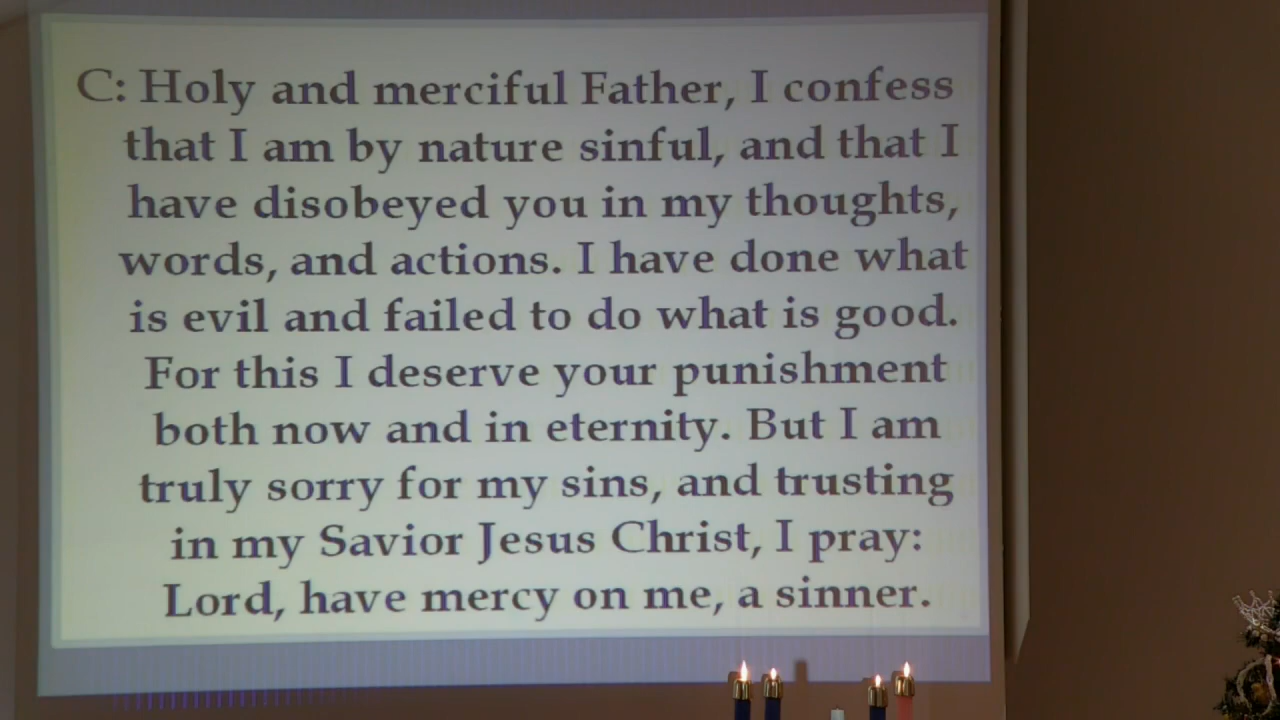 C: Holy and merciful Father, I confess
that I am by nature sinful, and that I
have disobeyed you in my thoughts,
words, and actions. I have done what
is evil and failed to do what is good.
For this I deserve your punishment
both now and in eternity. But I am
truly sorry for my sins, and trusting
in my Savior Jesus Christ, I pray:
Lord, have mercy on me, a sinner.